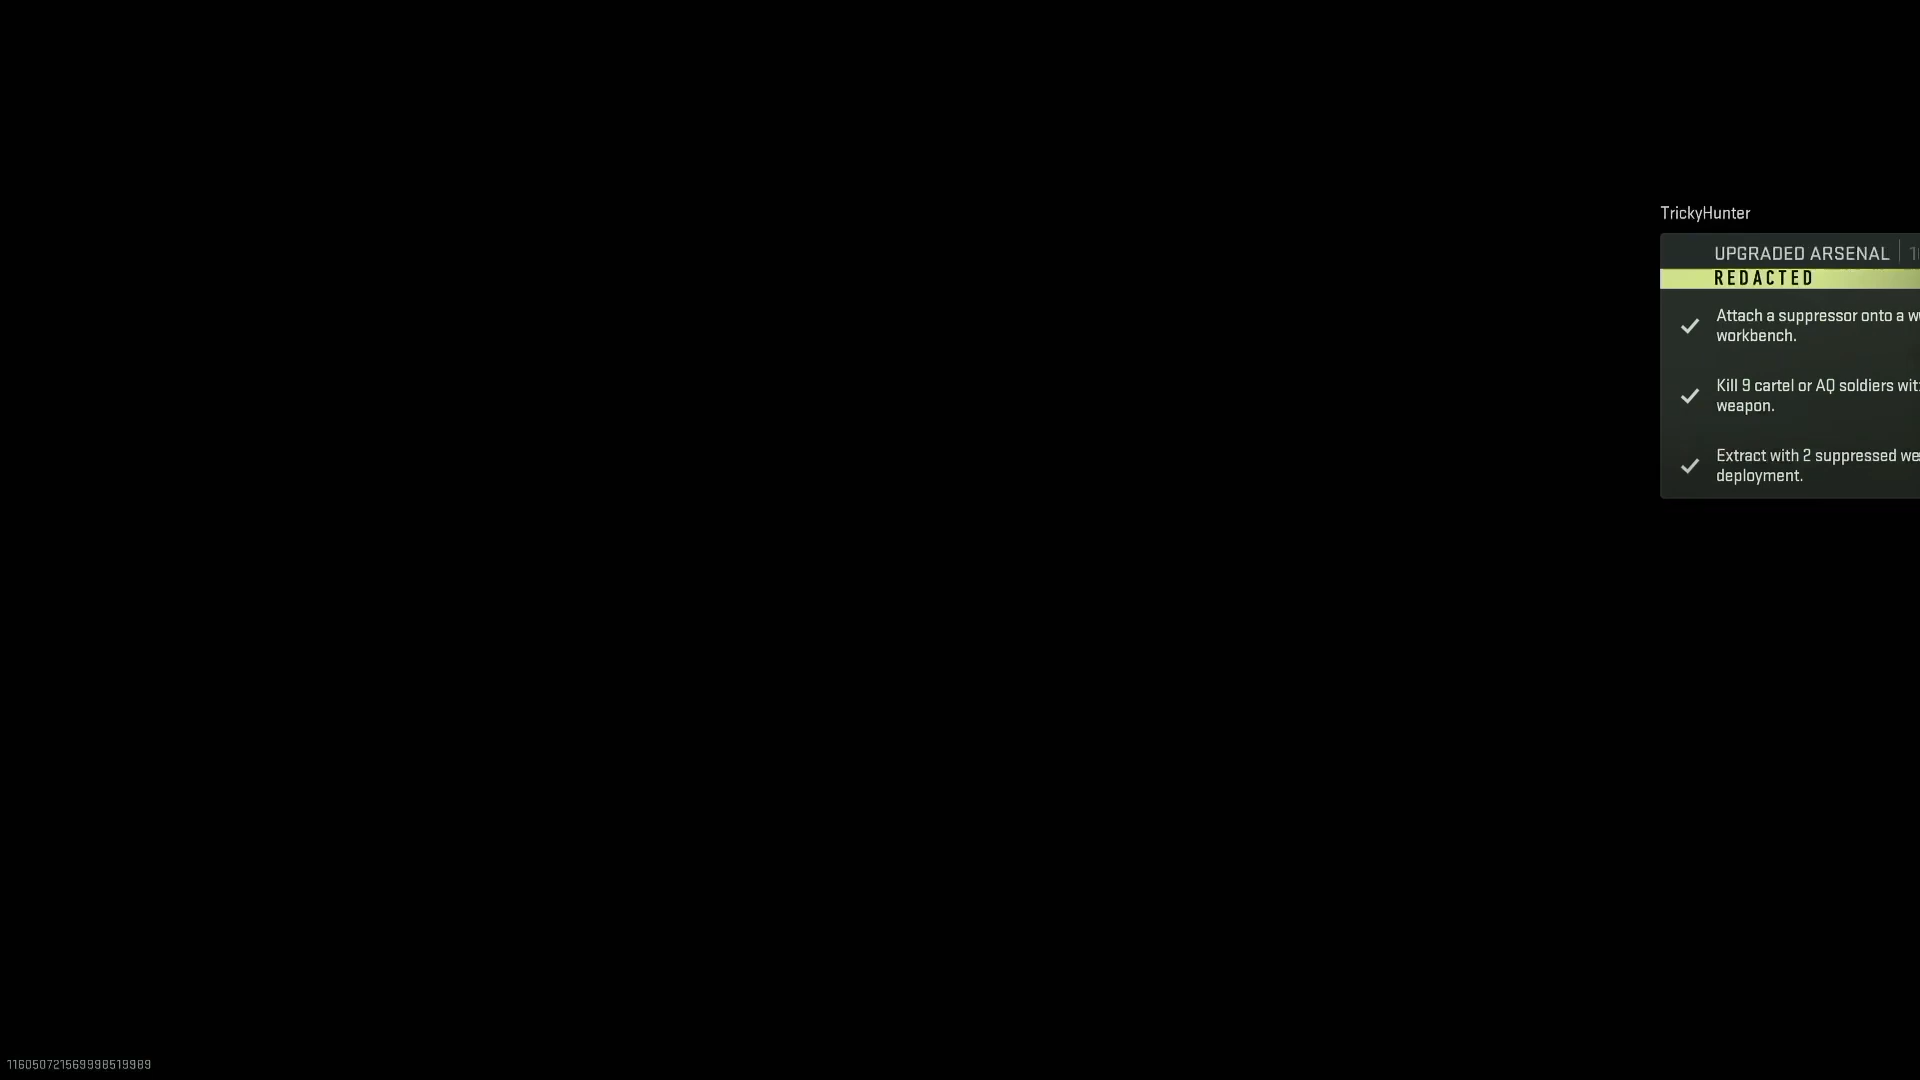 TrickyHunter
UPGRADED ARSENAL
REDACTED
Attach a suppressor onto a
workbench.
Kill 9 cartel or AQ soldiers
weapon.
Extract with 2 suppressed
deployment.
116050721569998519989